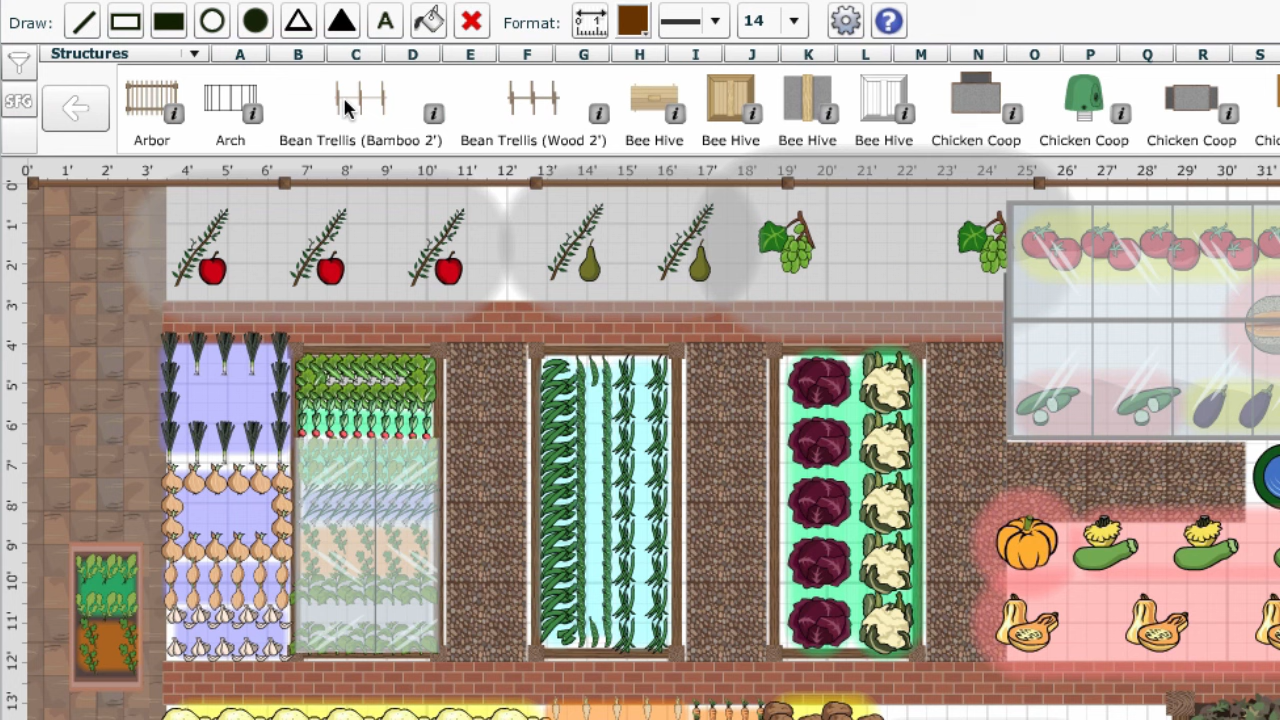 Draw: A Format: 0 1 14 ?
Structures A B C D E F G H I J K L M N O P Q R S
SFG
Arbor Arch Bean Trellis (Bamboo 2') Bean Trellis (Wood 2') Bee Hive Bee Hive Bee Hive Bee Hive Chicken Coop Chicken Coop Chicken Coop
0' 1' 2' 3' 4' 5' 6' 7' 8' 9' 10' 11' 12' 13' 14' 15' 16' 17' 18' 19' 20' 21' 22' 23' 24' 25' 26' 27' 28' 29' 30' 31'
0'
1'
2'
3'
4'
5'
6'
7'
8'
9'
10'
11'
12'
13'